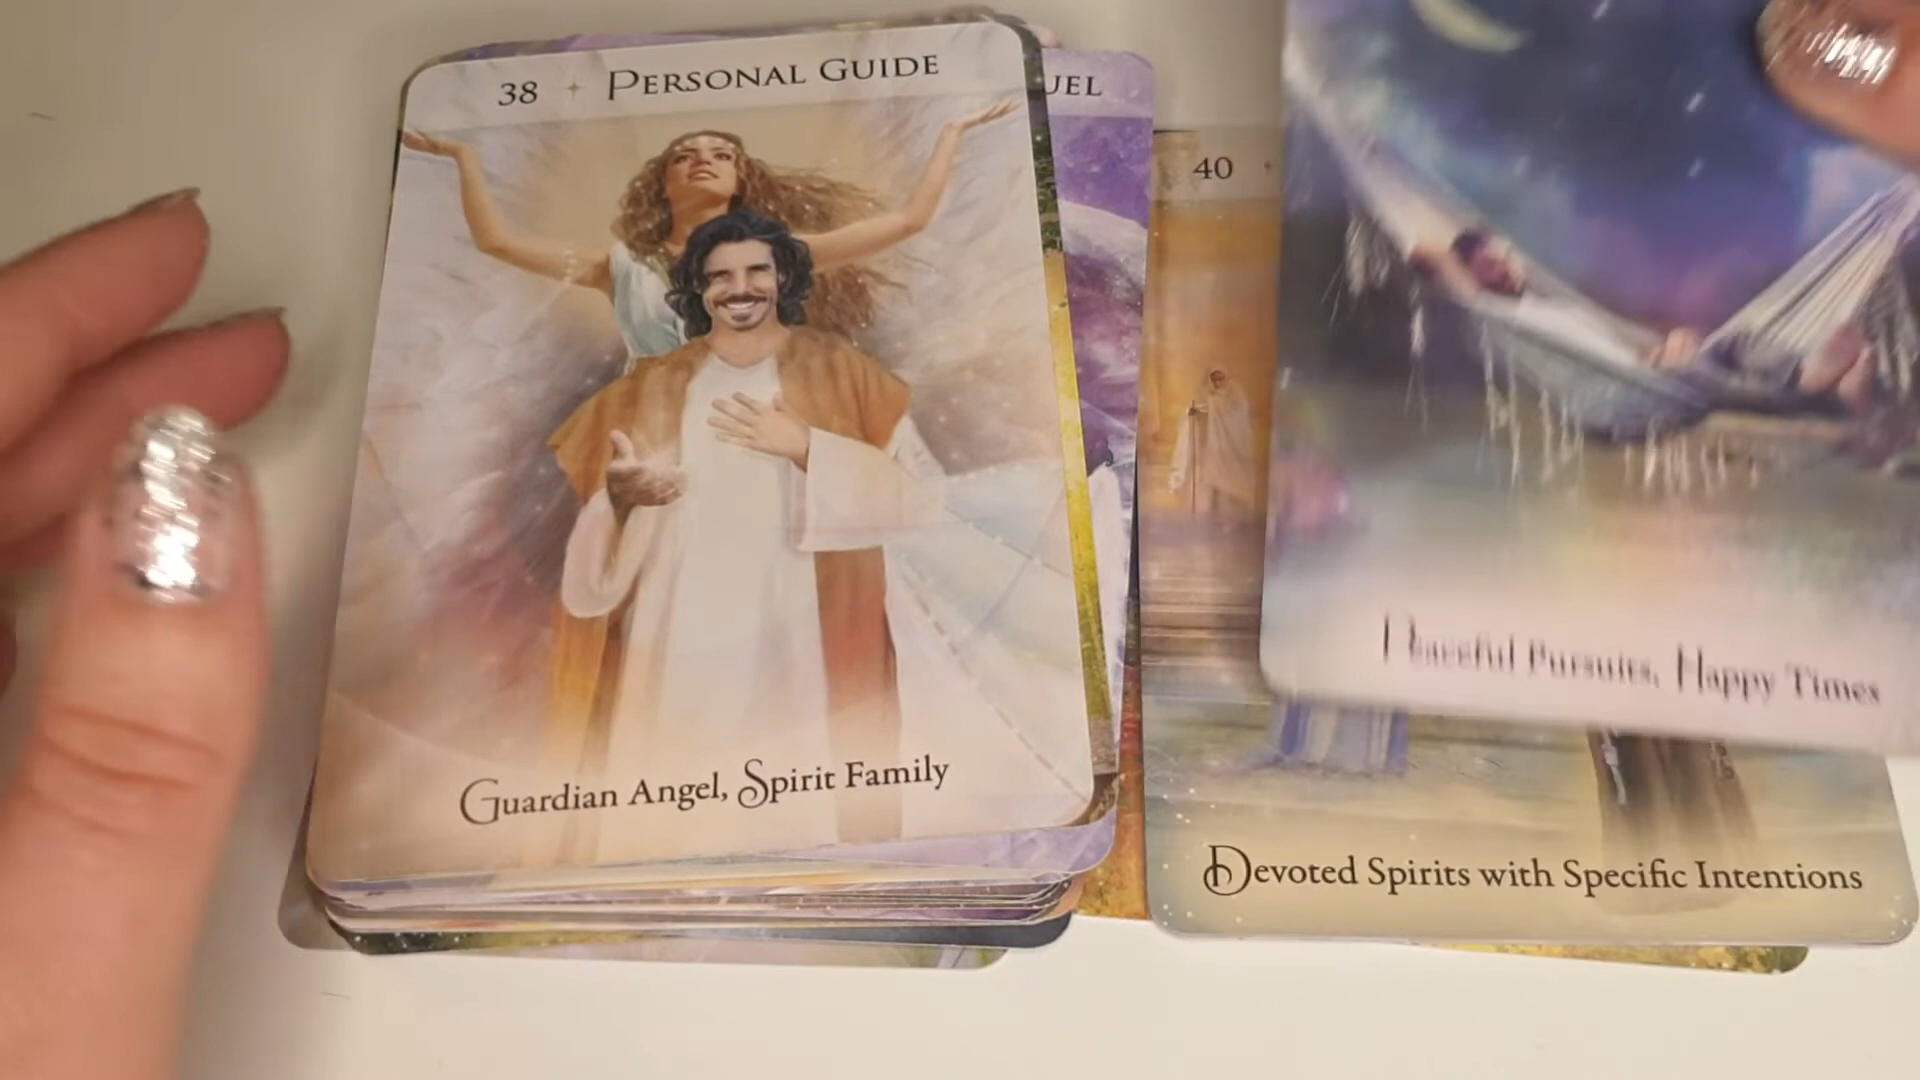 38 Personal Guide
Guardian Angel, Spirit Family
UEL
40
Peaceful Pursuits, Happy Times
Devoted Spirits with Specific Intentions